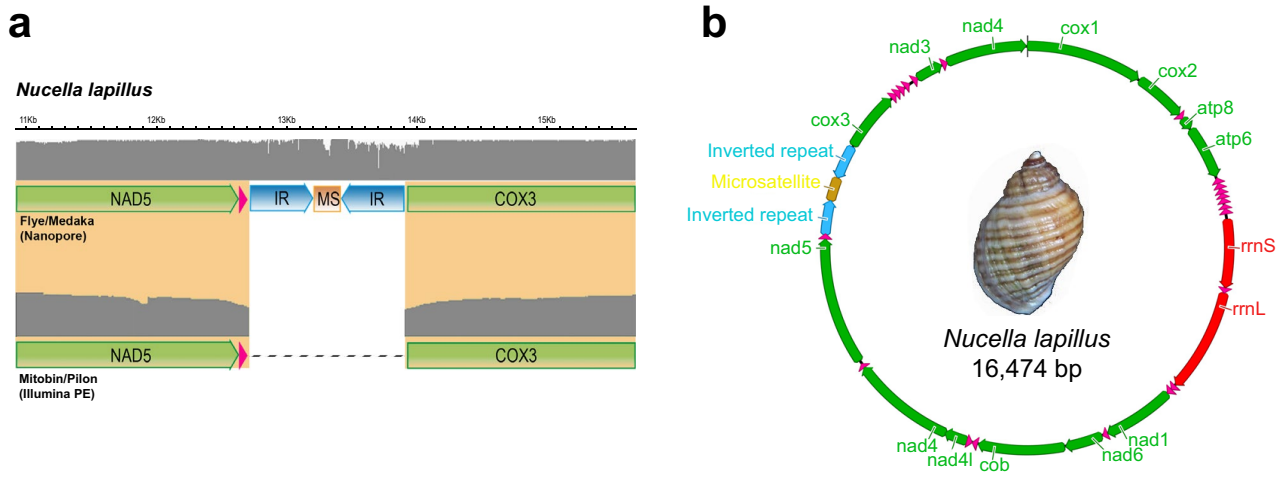 a
Nucella lapillus
11Kb 12Kb 13Kb 14Kb 15Kb
NAD5 IR MS IR COX3
Flye/Medaka
(Nanopore)
NAD5 COX3
Mitobin/Pilon
(Illumina PE)
b
nad4 cox1
nad3
cox2
cox3
atp8
atp6
Inverted repeat
Microsatellite
Inverted repeat
nad5
rrnS
rrnL
Nucella lapillus
16,474 bp
nad4
nad4l
cob
nad6
nad1